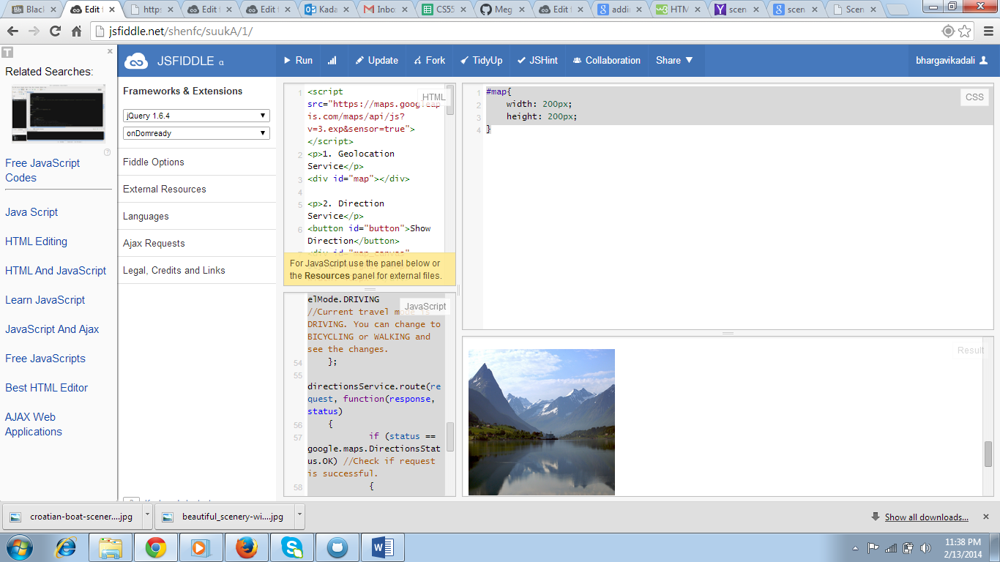 Blac
Edit f
https
Edit f
Edit f
Kada
Inbo
CS55
Meg
Edit f
addin
HTM
scen
scen
Scen
jsfiddle.net/shenfc/suukA/1/
T
Related Searches:
Free JavaScript
Codes
Java Script
HTML Editing
HTML And JavaScript
Learn JavaScript
JavaScript And Ajax
Free JavaScripts
Best HTML Editor
AJAX Web
Applications
JSFIDDLE α
Run
Update
Fork
TidyUp
JSHint
Collaboration
Share
bhargavikadali
Frameworks & Extensions
jQuery 1.6.4
onDomready
Fiddle Options
External Resources
Languages
Ajax Requests
Legal, Credits and Links
HTML
1 <script
src="https://maps.googleap
is.com/maps/api/js?
v=3.exp&sensor=true">
</script>
2 <p>1. Geolocation
Service</p>
3 <div id="map"></div>
4
5 <p>2. Direction
Service</p>
6 <button id="button">Show
Direction</button>
For JavaScript use the panel below or
the Resources panel for external files.
JavaScript
elMode.DRIVING
//Current travel mode is
DRIVING. You can change to
BICYCLING or WALKING and
see the changes.
54 };
55
directionsService.route(re
quest, function(response,
status)
56 {
57 if (status ==
google.maps.DirectionsStat
us.OK) //Check if request
is successful.
58 {
CSS
1 #map{
2 width: 200px;
3 height: 200px;
4 }
Result
croatian-boat-scener....jpg
beautiful_scenery-wi....jpg
Show all downloads...
11:38 PM
2/13/2014